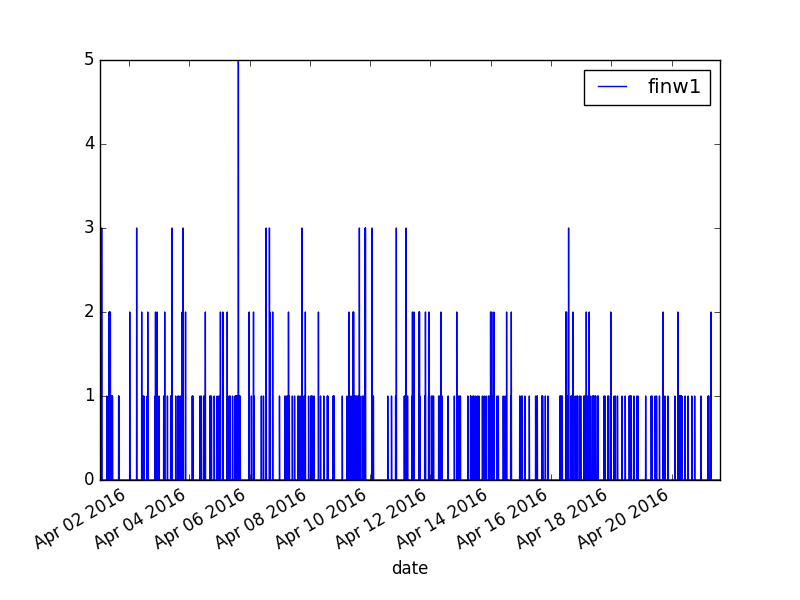 5
finw1
4
3
2
1
0
Apr 02 2016
Apr 04 2016
Apr 06 2016
Apr 08 2016
Apr 10 2016
Apr 12 2016
Apr 14 2016
Apr 16 2016
Apr 18 2016
Apr 20 2016
date